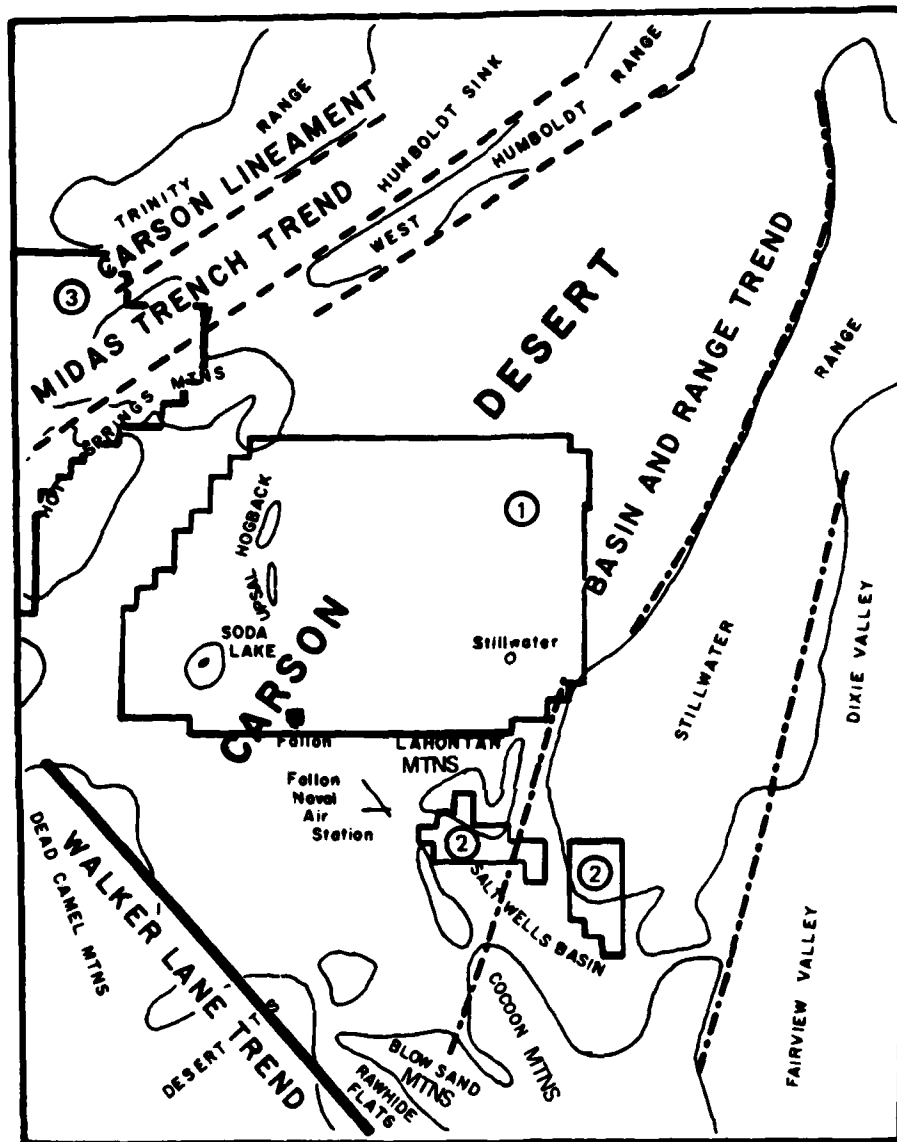 TRINITY RANGE
CARSON LINEAMENT
HUMBOLDT SINK
MIDAS TRENCH TREND
WEST HUMBOLDT RANGE
3
HOT SPRINGS MTNS
CARSON DESERT
BASIN AND RANGE TREND
STILLWATER RANGE
1
UPSAL HOGBACK
SODA
LAKE
Stillwater
DIXIE VALLEY
Fallon
LAHONTAN
MTNS
Fallon
Naval
Air
Station
2
2
SALT WELLS BASIN
WALKER LANE TREND
DEAD CAMEL MTNS
COCOON MTNS
BLOW SAND
MTNS
RAWHIDE
FLATS
FAIRVIEW VALLEY
DESERT